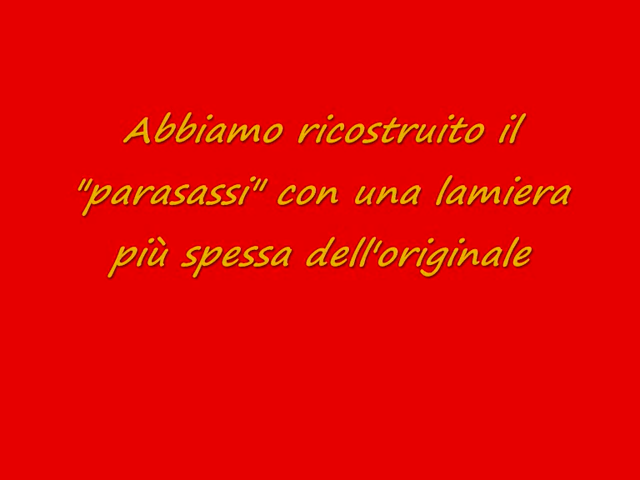 Abbiamo ricostruito il
"parasassi" con una lamiera
più spessa dell'originale